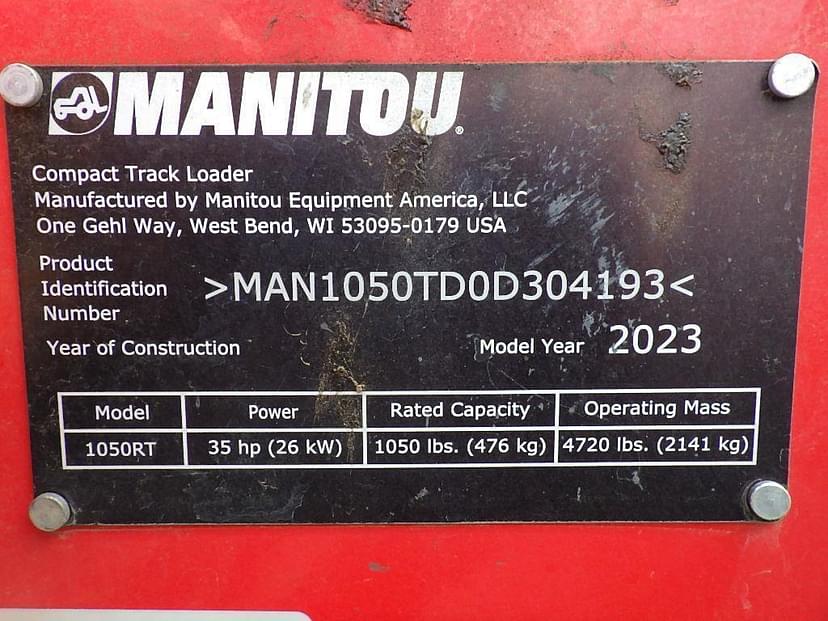 MANITOU®
Compact Track Loader
Manufactured by Manitou Equipment America, LLC
One Gehl Way, West Bend, WI 53095-0179 USA
Product
Identification
Number
>MAN1050TD0D304193<
Year of Construction
Model Year 2023
Model Power Rated Capacity Operating Mass
1050RT 35 hp (26 kW) 1050 lbs. (476 kg) 4720 lbs. (2141 kg)